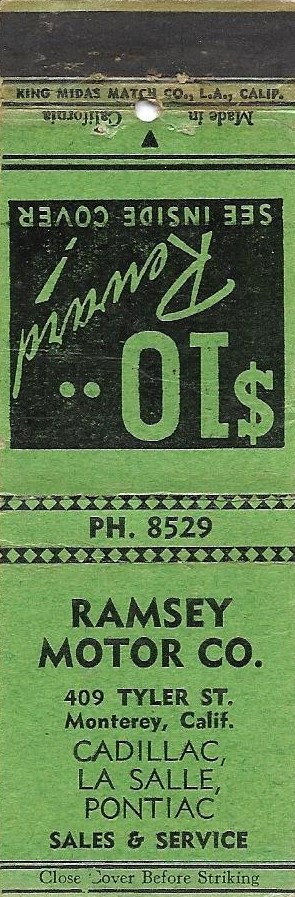 KING MIDAS MATCH CO., L.A., CALIF.
Made in California
$10..
Reward!
SEE INSIDE COVER
PH. 8529
RAMSEY
MOTOR CO.
409 TYLER ST.
Monterey, Calif.
CADILLAC,
LA SALLE,
PONTIAC
SALES & SERVICE
Close Cover Before Striking